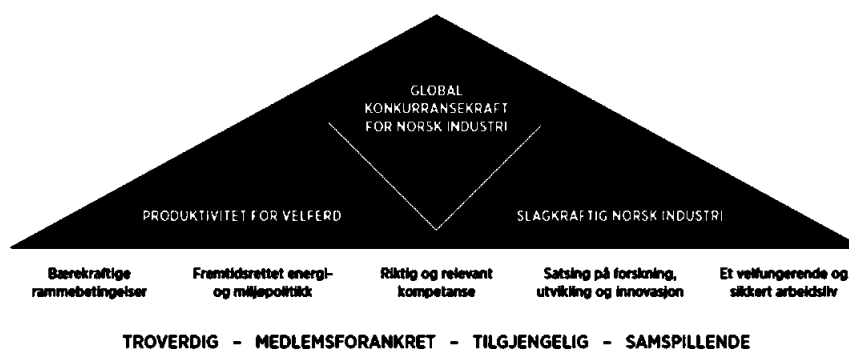 GLOBAL
KONKURRANSEKRAFT
FOR NORSK INDUSTRI
PRODUKTIVITET FOR VELFERD
SLAGKRAFTIG NORSK INDUSTRI
Bærekraftige
rammebetingelser
Fremtidsrettet energi-
og miljøpolitikk
Riktig og relevant
kompetanse
Satsing på forskning,
utvikling og innovasjon
Et velfungerende og
sikkert arbeidsliv
TROVERDIG – MEDLEMSFORANKRET – TILGJENGELIG – SAMSPILLENDE